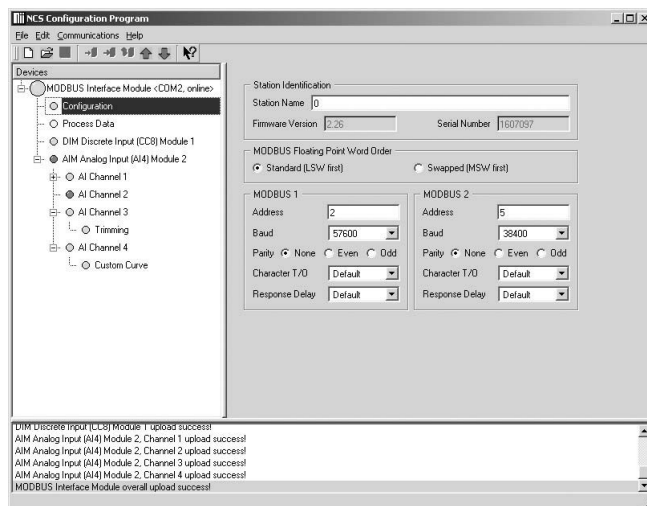 NCS Configuration Program
File Edit Communications Help
Devices
MODBUS Interface Module <COM2, online>
Configuration
Process Data
DIM Discrete Input (CC8) Module 1
AIM Analog Input (AI4) Module 2
AI Channel 1
AI Channel 2
AI Channel 3
Trimming
AI Channel 4
Custom Curve
Station Identification
Station Name 0
Firmware Version 2.26 Serial Number 1607097
MODBUS Floating Point Word Order
Standard (LSW first) Swapped (MSW first)
MODBUS 1 MODBUS 2
Address 2 Address 5
Baud 57600 Baud 38400
Parity None Even Odd Parity None Even Odd
Character T/O Default Character T/O Default
Response Delay Default Response Delay Default
DIM Discrete Input (CC8) Module 1 upload success!
AIM Analog Input (AI4) Module 2, Channel 1 upload success!
AIM Analog Input (AI4) Module 2, Channel 2 upload success!
AIM Analog Input (AI4) Module 2, Channel 3 upload success!
AIM Analog Input (AI4) Module 2, Channel 4 upload success!
MODBUS Interface Module overall upload success!